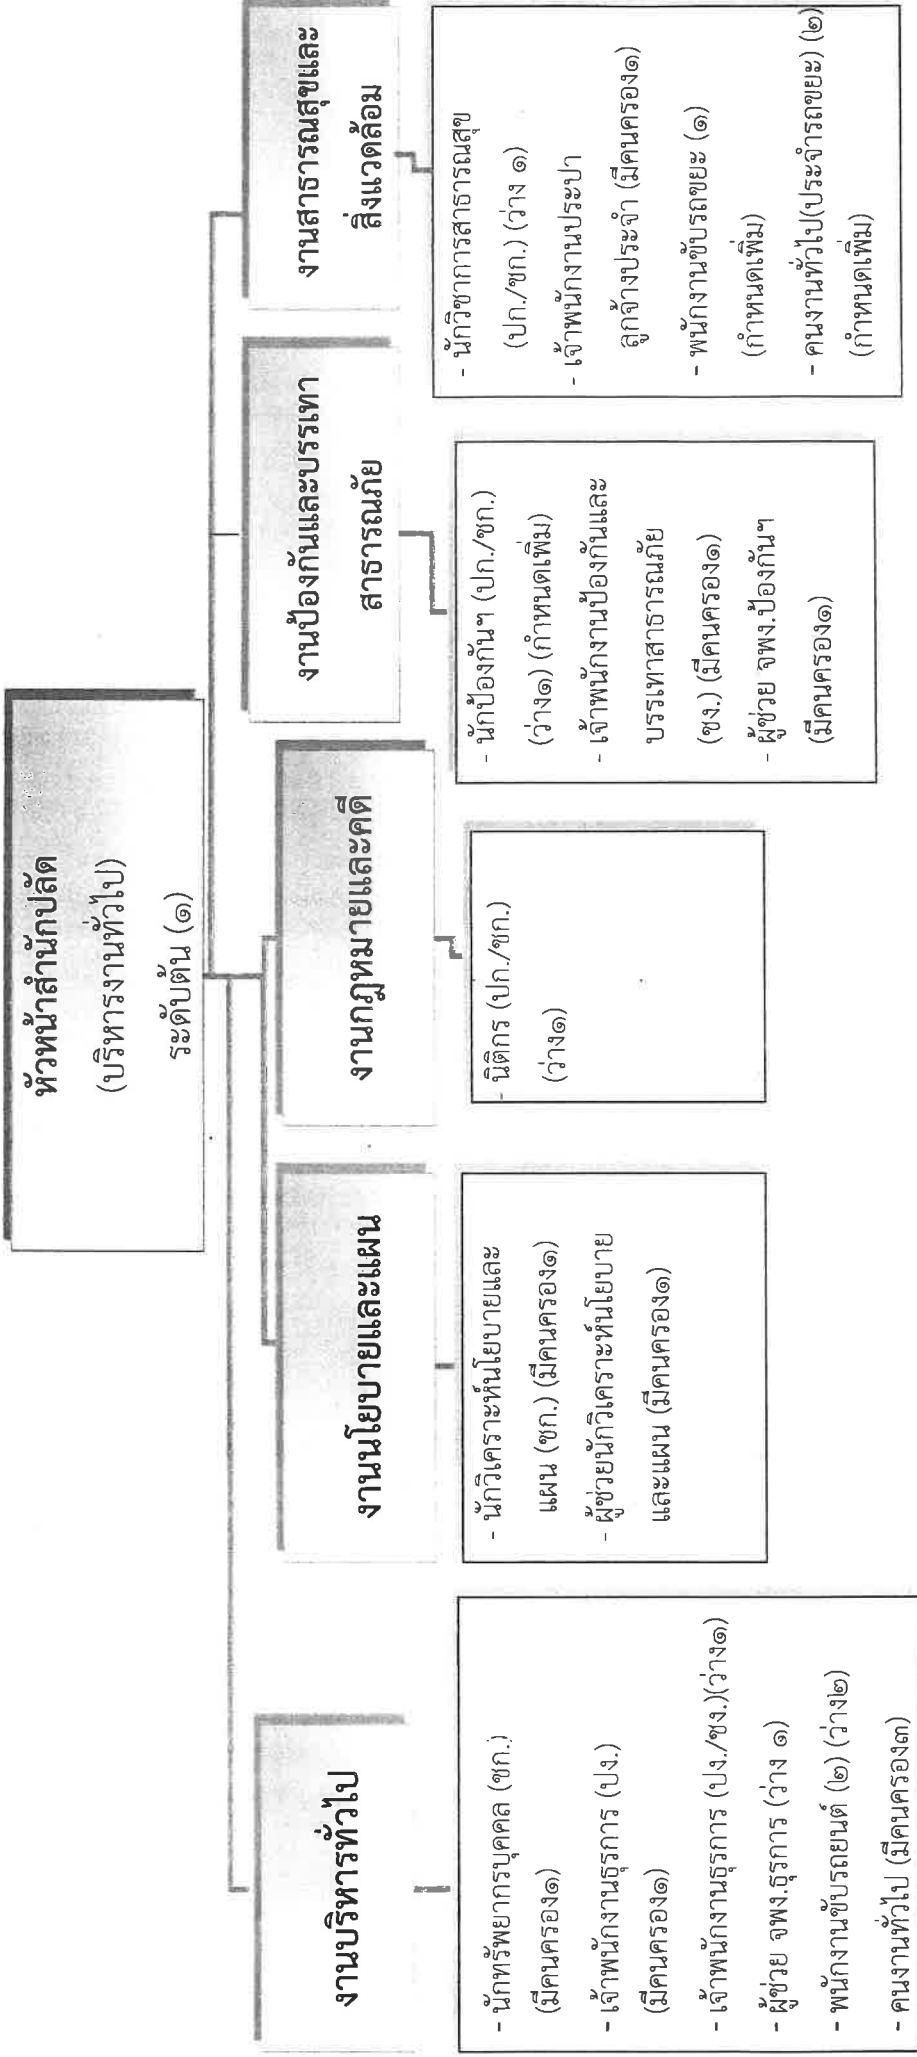 หัวหน้าสำนักปลัด
(บริหารงานทั่วไป)
ระดับต้น (๑)
งานบริหารทั่วไป
- นักทรัพยากรบุคคล (ชก.)
(มีคนครอง๑)
- เจ้าพนักงานธุรการ (ปง.)
(มีคนครอง๑)
- เจ้าพนักงานธุรการ (ปง./ชง.)(ว่าง๑)
- ผู้ช่วย จพง.ธุรการ (ว่าง ๑)
- พนักงานขับรถยนต์ (๒) (ว่าง๒)
- คนงานทั่วไป (มีคนครอง๓)
งานนโยบายและแผน
- นักวิเคราะห์นโยบายและ
แผน (ชก.) (มีคนครอง๑)
- ผู้ช่วยนักวิเคราะห์นโยบาย
และแผน (มีคนครอง๑)
งานกฎหมายและคดี
- นิติกร (ปก./ชก.)
(ว่าง๑)
งานป้องกันและบรรเทา
สาธารณภัย
- นักป้องกันฯ (ปก./ชก.)
(ว่าง๑) (กำหนดเพิ่ม)
- เจ้าพนักงานป้องกันและ
บรรเทาสาธารณภัย
(ชง.) (มีคนครอง๑)
- ผู้ช่วย จพง.ป้องกันฯ
(มีคนครอง๑)
งานสาธารณสุขและ
สิ่งแวดล้อม
- นักวิชาการสาธารณสุข
(ปก./ชก.) (ว่าง ๑)
- เจ้าพนักงานประปา
ลูกจ้างประจำ (มีคนครอง๑)
- พนักงานขับรถขยะ (๑)
(กำหนดเพิ่ม)
- คนงานทั่วไป(ประจำรถขยะ) (๒)
(กำหนดเพิ่ม)